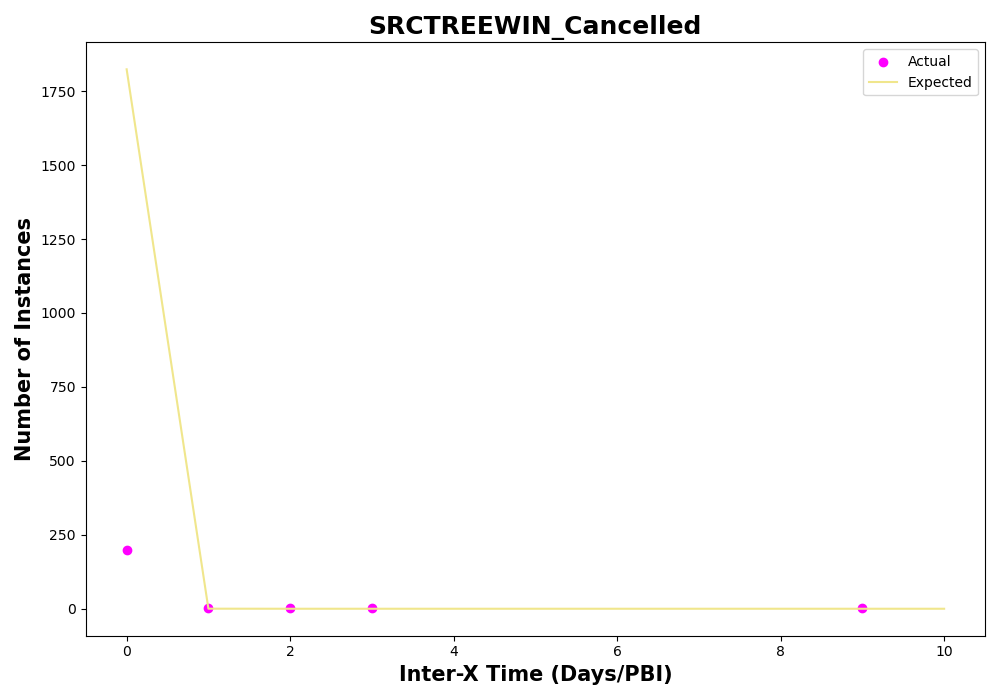 SRCTREEWIN_Cancelled
Actual
Expected
Number of Instances
1750
1500
1250
1000
750
500
250
0
0 2 4 6 8 10
Inter-X Time (Days/PBI)